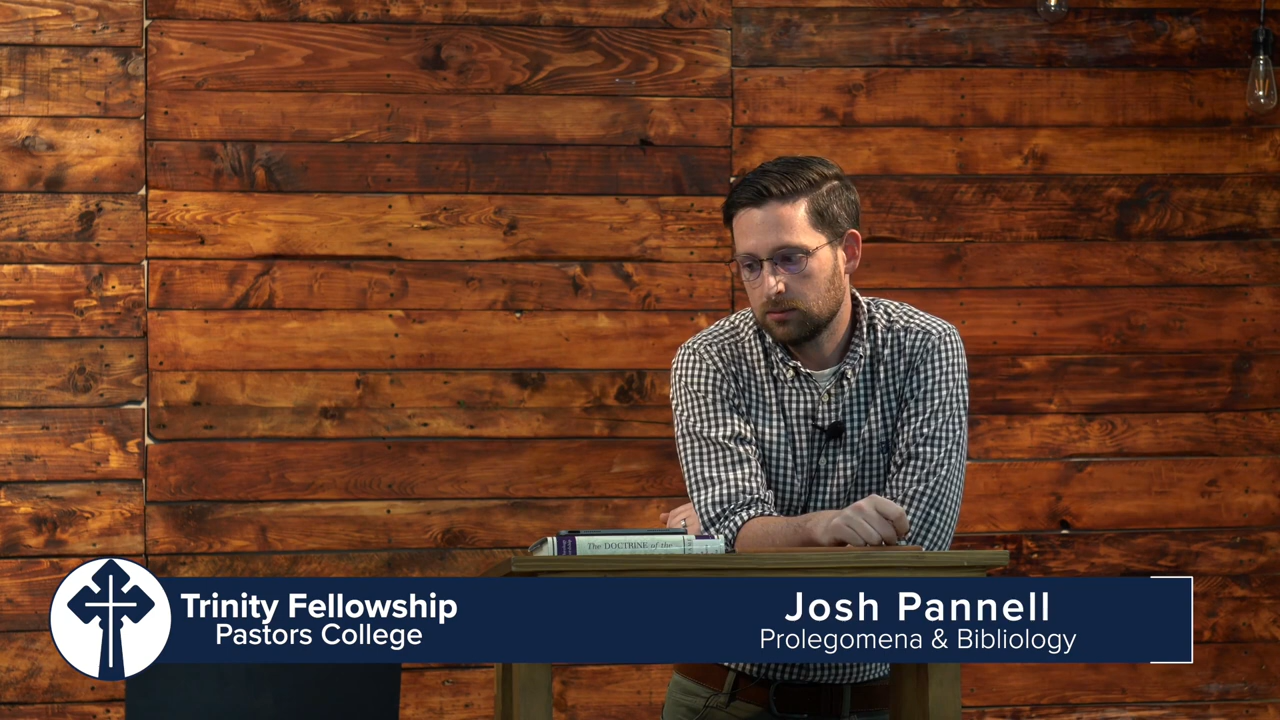 The DOCTRINE of the
Trinity Fellowship
Pastors College
Josh Pannell
Prolegomena & Bibliology